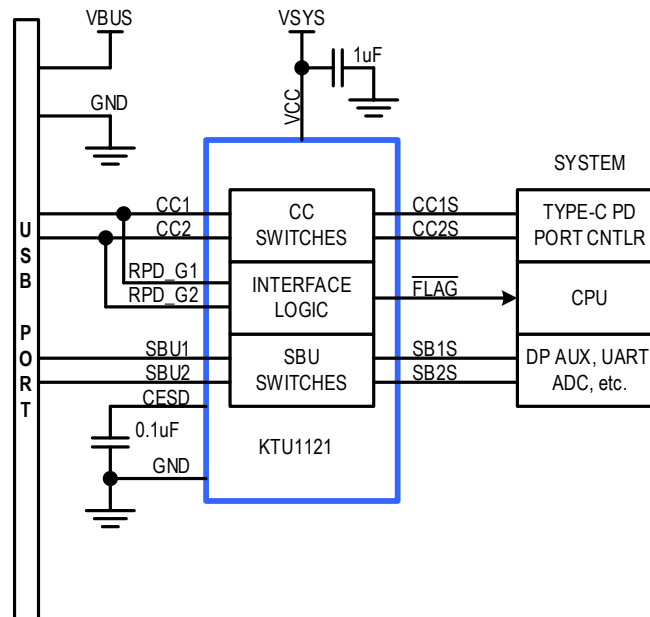 VBUS
VSYS
1uF
VCC
GND
SYSTEM
USB PORT
CC1
CC2
CC
SWITCHES
CC1S
CC2S
TYPE-C PD
PORT CNTLR
RPD_G1
RPD_G2
INTERFACE
LOGIC
FLAG
CPU
SBU1
SBU2
SBU
SWITCHES
SB1S
SB2S
DP AUX, UART
ADC, etc.
CESD
0.1uF
KTU1121
GND